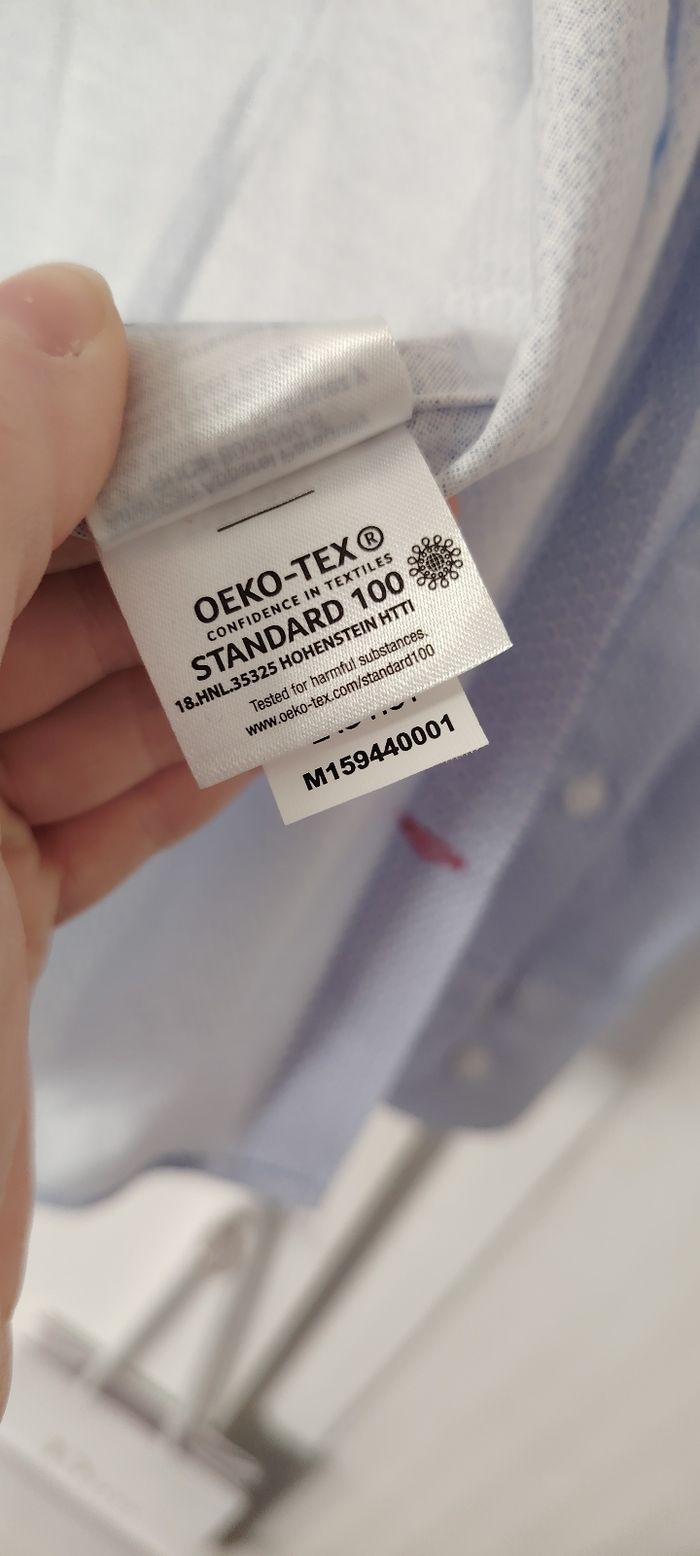 OEKO-TEX®
CONFIDENCE IN TEXTILES
STANDARD 100
18.HNL.35325 HOHENSTEIN HTTI
Tested for harmful substances.
www.oeko-tex.com/standard100
M159440001